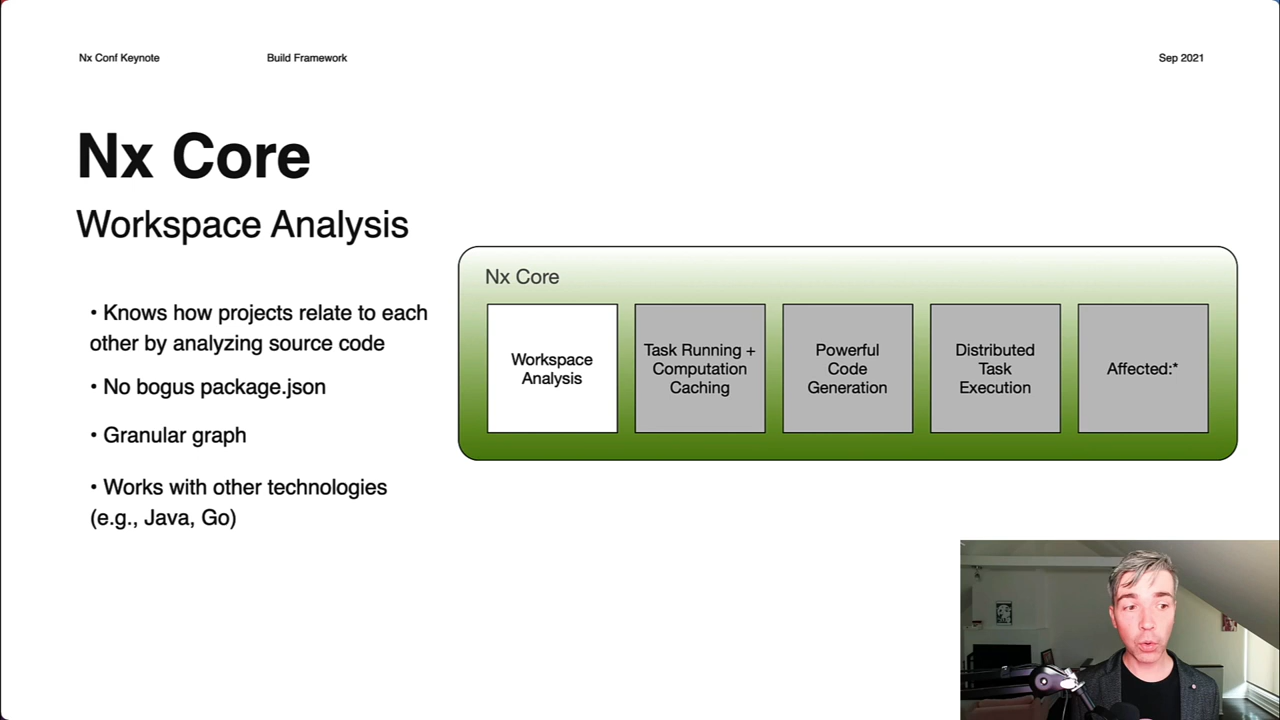 Nx Conf Keynote
Build Framework
Sep 2021
Nx Core
Workspace Analysis
• Knows how projects relate to each
other by analyzing source code
• No bogus package.json
• Granular graph
• Works with other technologies
(e.g., Java, Go)
Nx Core
Workspace
Analysis
Task Running +
Computation
Caching
Powerful
Code
Generation
Distributed
Task
Execution
Affected:*